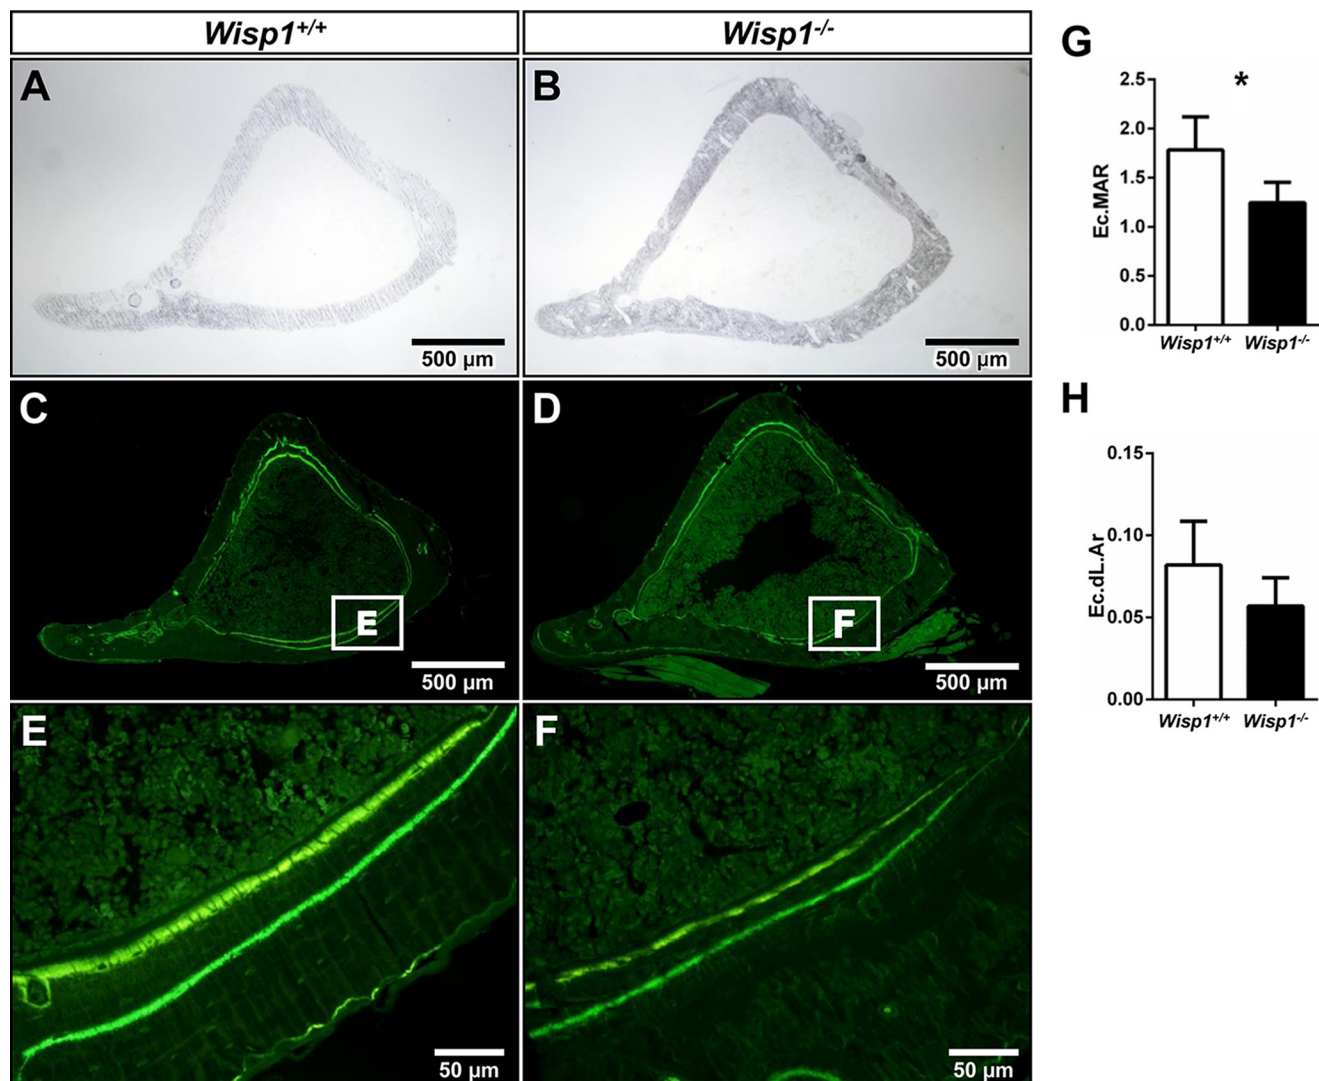 Wisp1+/+
Wisp1-/-
A
500 µm
B
500 µm
C
E
500 µm
D
F
500 µm
E
50 µm
F
50 µm
G
*
2.5
2.0
1.5
1.0
0.5
0.0
Ec.MAR
Wisp1+/+ Wisp1-/-
H
0.15
0.10
0.05
0.00
Ec.dL.Ar
Wisp1+/+ Wisp1-/-